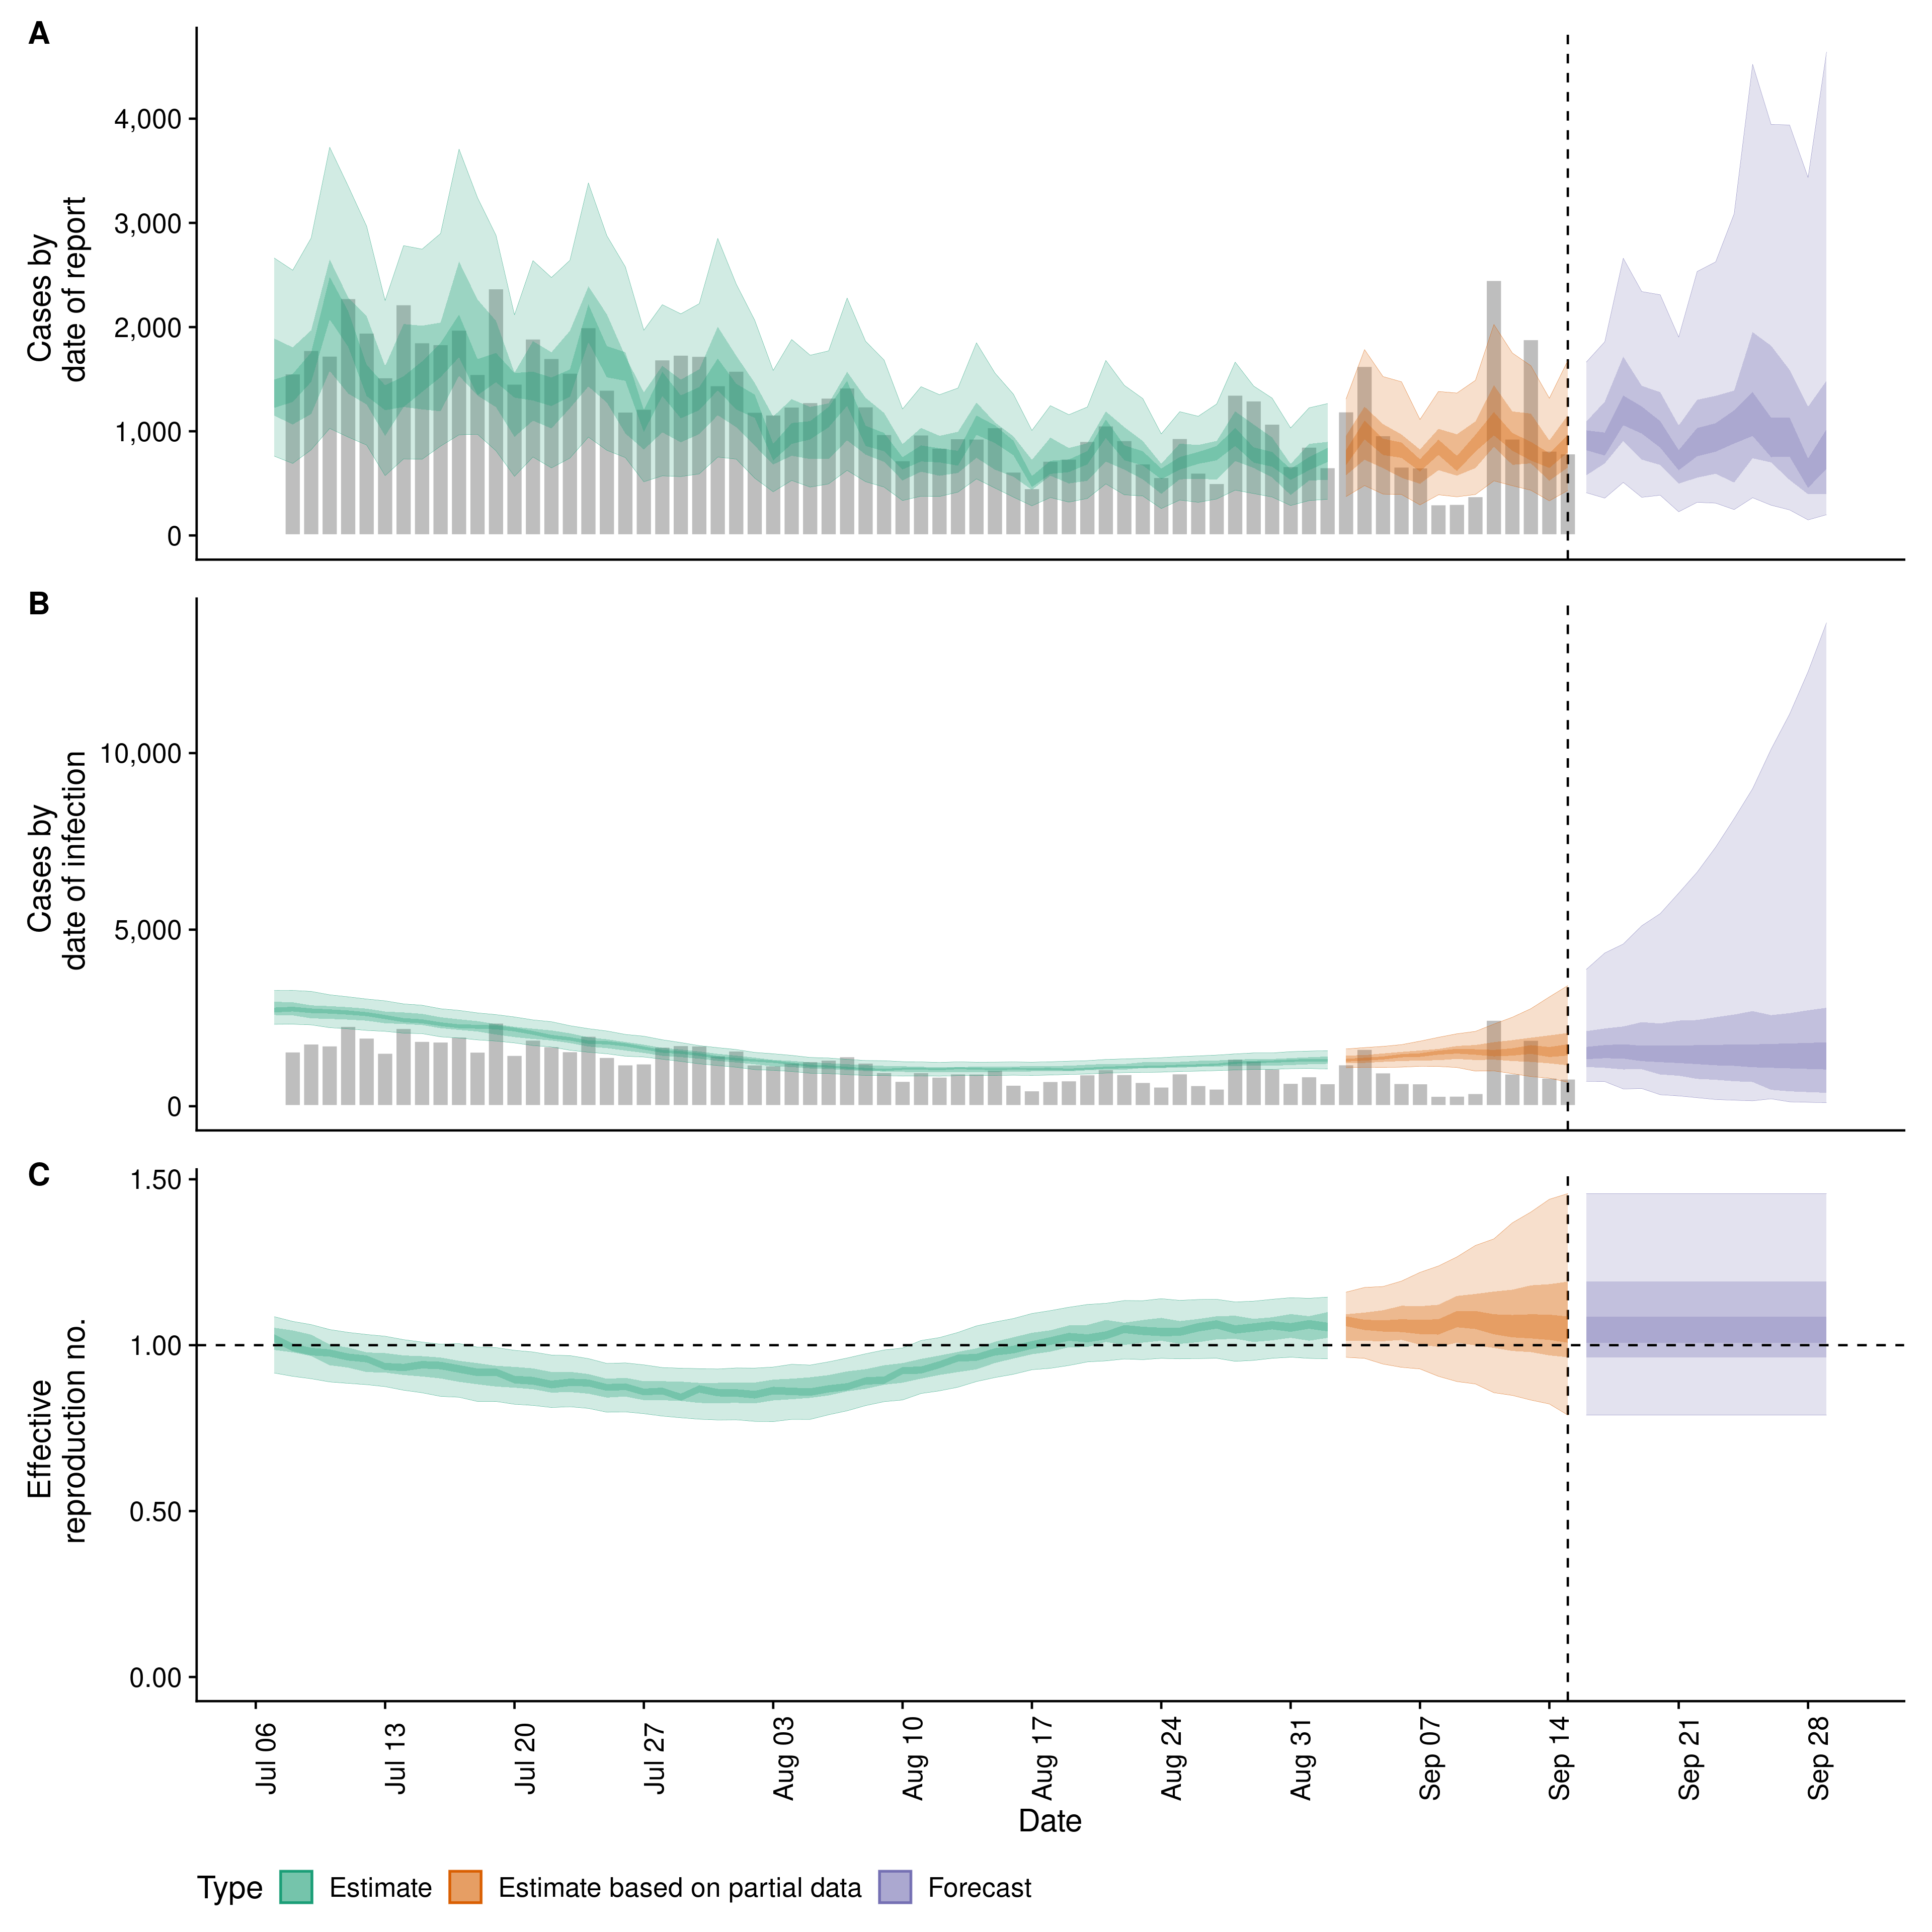 A
Cases by
date of report
4,000
3,000
2,000
1,000
0
B
Cases by
date of infection
10,000
5,000
0
C
Effective
reproduction no.
1.50
1.00
0.50
0.00
Jul 06
Jul 13
Jul 20
Jul 27
Aug 03
Aug 10
Aug 17
Aug 24
Aug 31
Sep 07
Sep 14
Sep 21
Sep 28
Date
Type Estimate Estimate based on partial data Forecast